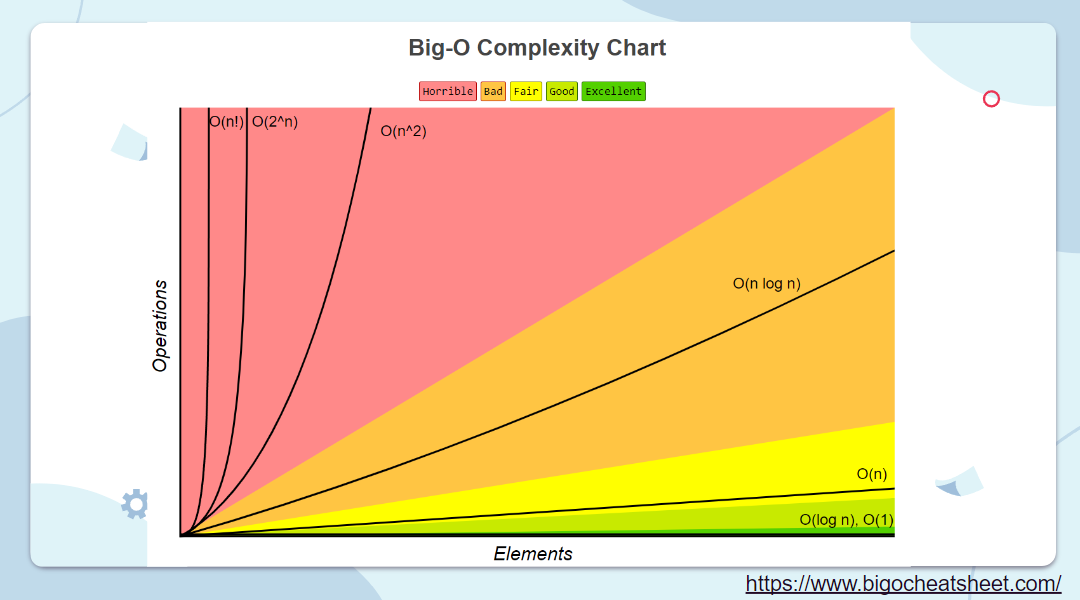 Big-O Complexity Chart
Horrible Bad Fair Good Excellent
O(n!) O(2^n)
O(n^2)
O(n log n)
Operations
O(n)
O(log n), O(1)
Elements
https://www.bigocheatsheet.com/